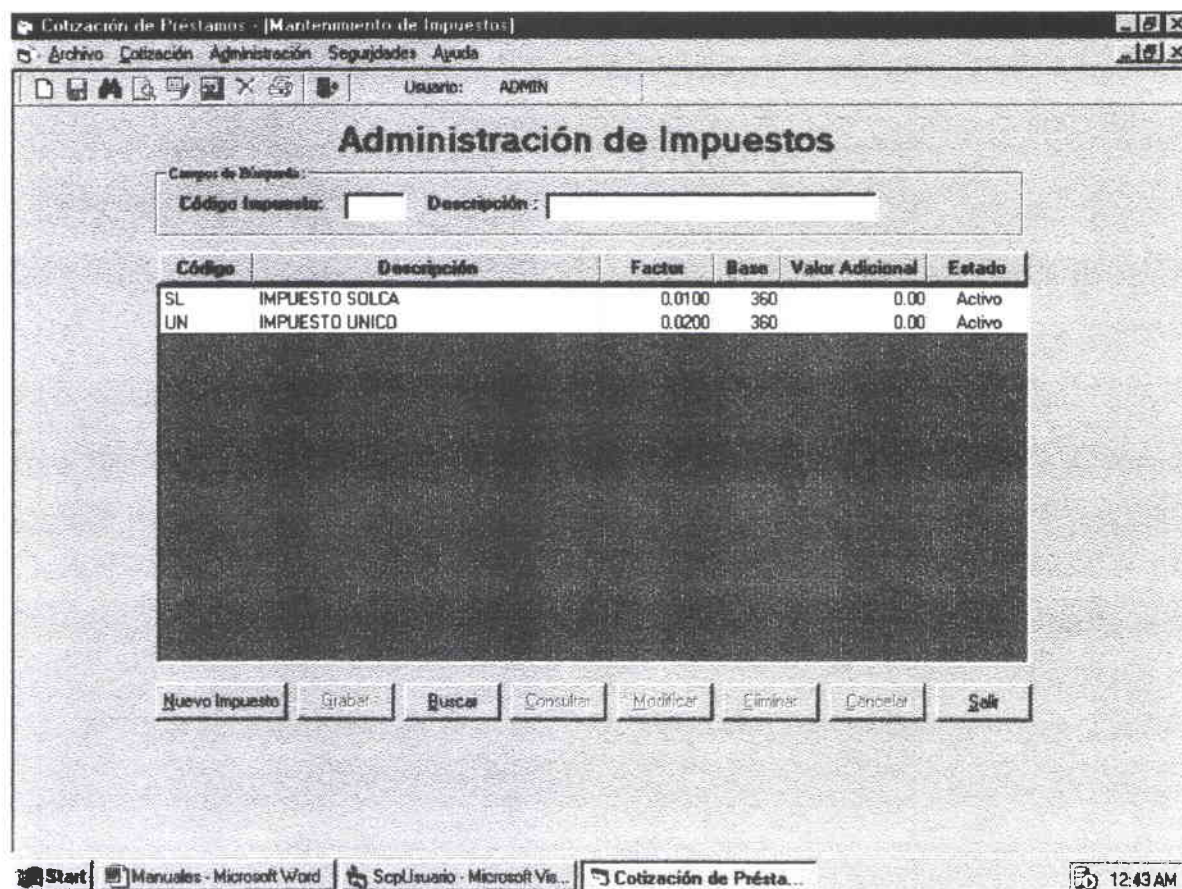 Cotización de Préstamos - [Mantenimiento de Impuestos]
Archivo Cotización Administración Seguridades Ayuda
Usuario: ADMIN
Administración de Impuestos
Campos de Búsqueda :
Código Impuesto: Descripción :
Código Descripción Factor Base Valor Adicional Estado
SL IMPUESTO SOLCA 0.0100 360 0.00 Activo
UN IMPUESTO UNICO 0.0200 360 0.00 Activo
Nuevo Impuesto Grabar Buscar Consultar Modificar Eliminar Cancelar Salir
Start Manuales - Microsoft Word ScpUsuario - Microsoft Vis... Cotización de Présta... 12:43 AM